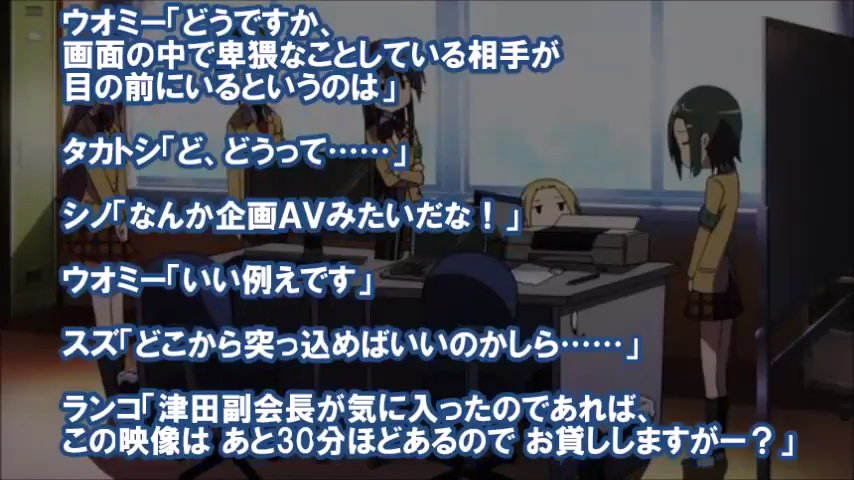 ウオミー「どうですか、
画面の中で卑猥なことしている相手が
目の前にいるというのは」
タカトシ「ど、どうって……」
シノ「なんか企画AVみたいだな！」
ウオミー「いい例えです」
スズ「どこから突っ込めばいいのかしら……」
ランコ「津田副会長が気に入ったのであれば、
この映像は あと30分ほどあるので お貸ししますがー？」